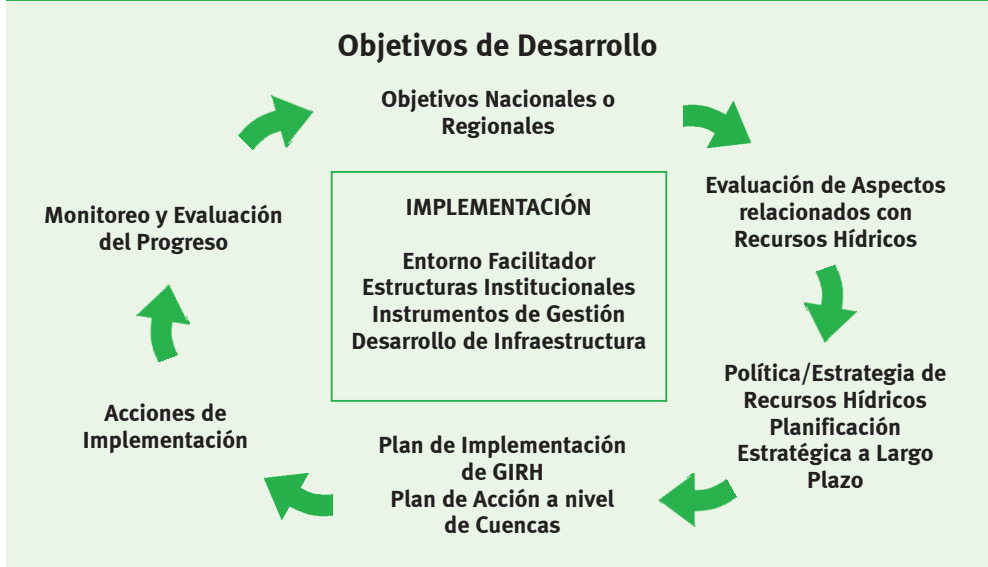 Objetivos de Desarrollo
Objetivos Nacionales o
Regionales
Evaluación de Aspectos
relacionados con
Recursos Hídricos
Política/Estrategia de
Recursos Hídricos
Planificación
Estratégica a Largo
Plazo
Plan de Implementación
de GIRH
Plan de Acción a nivel
de Cuencas
Acciones de
Implementación
Monitoreo y Evaluación
del Progreso
IMPLEMENTACIÓN
Entorno Facilitador
Estructuras Institucionales
Instrumentos de Gestión
Desarrollo de Infraestructura